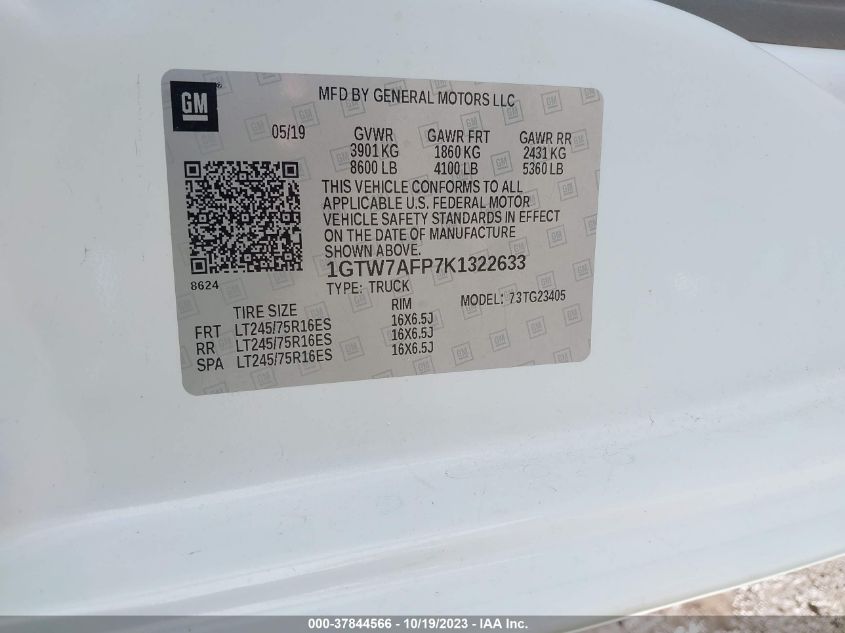 GM ®
MFD BY GENERAL MOTORS LLC
05/19 GVWR GAWR FRT GAWR RR
3901 KG 1860 KG 2431 KG
8600 LB 4100 LB 5360 LB
THIS VEHICLE CONFORMS TO ALL
APPLICABLE U.S. FEDERAL MOTOR
VEHICLE SAFETY STANDARDS IN EFFECT
ON THE DATE OF MANUFACTURE
SHOWN ABOVE.
8624
1GTW7AFP7K1322633
TYPE: TRUCK MODEL: 73TG23405
TIRE SIZE RIM
FRT LT245/75R16ES 16X6.5J
RR LT245/75R16ES 16X6.5J
SPA LT245/75R16ES 16X6.5J
000-37844566 - 10/19/2023 - IAA Inc.